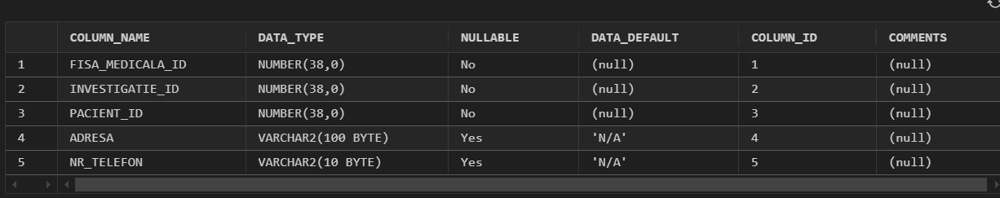 COLUMN_NAME DATA_TYPE NULLABLE DATA_DEFAULT COLUMN_ID COMMENTS
1 FISA_MEDICALA_ID NUMBER(38,0) No (null) 1 (null)
2 INVESTIGATIE_ID NUMBER(38,0) No (null) 2 (null)
3 PACIENT_ID NUMBER(38,0) No (null) 3 (null)
4 ADRESA VARCHAR2(100 BYTE) Yes 'N/A' 4 (null)
5 NR_TELEFON VARCHAR2(10 BYTE) Yes 'N/A' 5 (null)